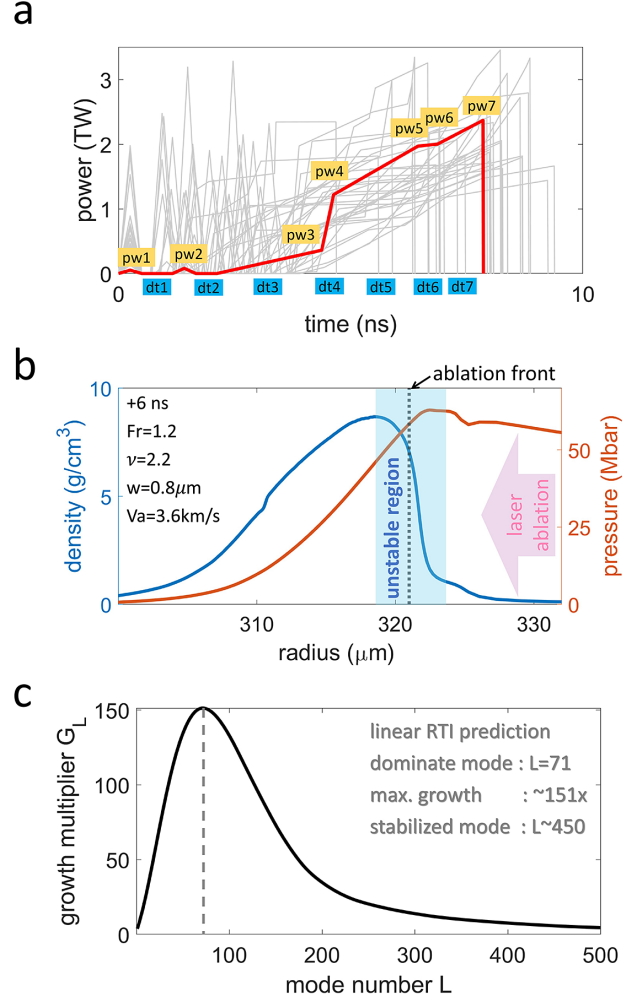 a
3
2
1
0
power (TW)
pw1
pw2
pw3
pw4
pw5
pw6
pw7
dt1
dt2
dt3
dt4
dt5
dt6
dt7
0
10
time (ns)
b
ablation front
10
5
0
density (g/cm³)
+6 ns
Fr=1.2
ν=2.2
w=0.8μm
Va=3.6km/s
unstable region
laser
ablation
50
25
0
pressure (Mbar)
310
320
330
radius (μm)
c
150
100
50
0
growth multiplier G_L
linear RTI prediction
dominate mode : L=71
max. growth : ~151x
stabilized mode : L~450
100
200
300
400
500
mode number L